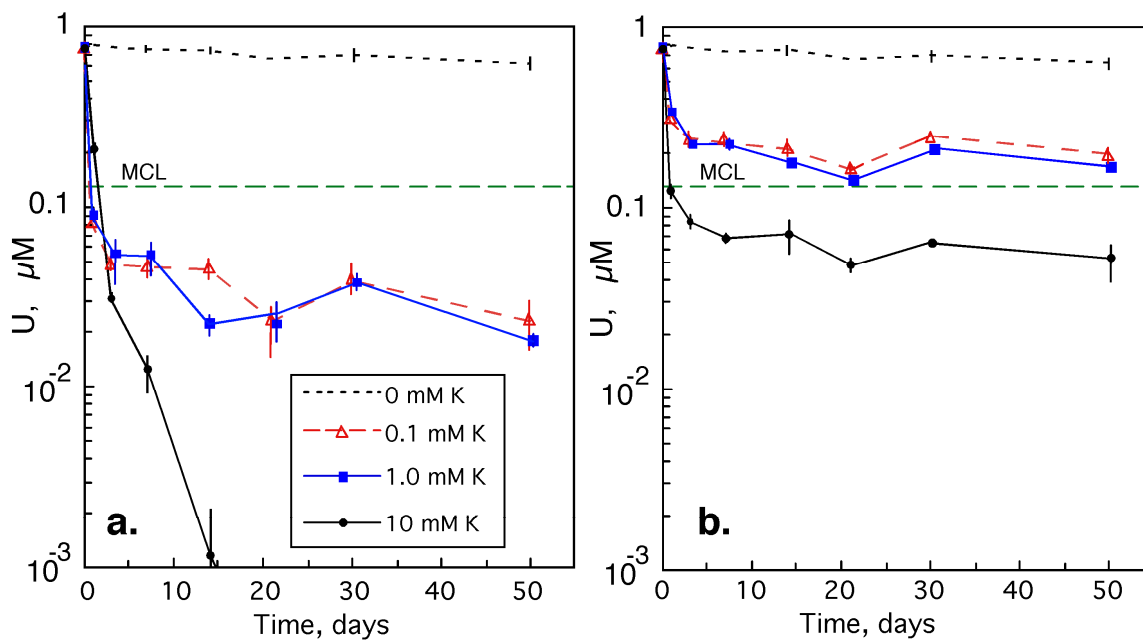 1
0.1
10-2
10-3
U, µM
MCL
0 mM K
0.1 mM K
1.0 mM K
10 mM K
a.
0 10 20 30 40 50
Time, days
1
0.1
10-2
10-3
U, µM
MCL
b.
0 10 20 30 40 50
Time, days